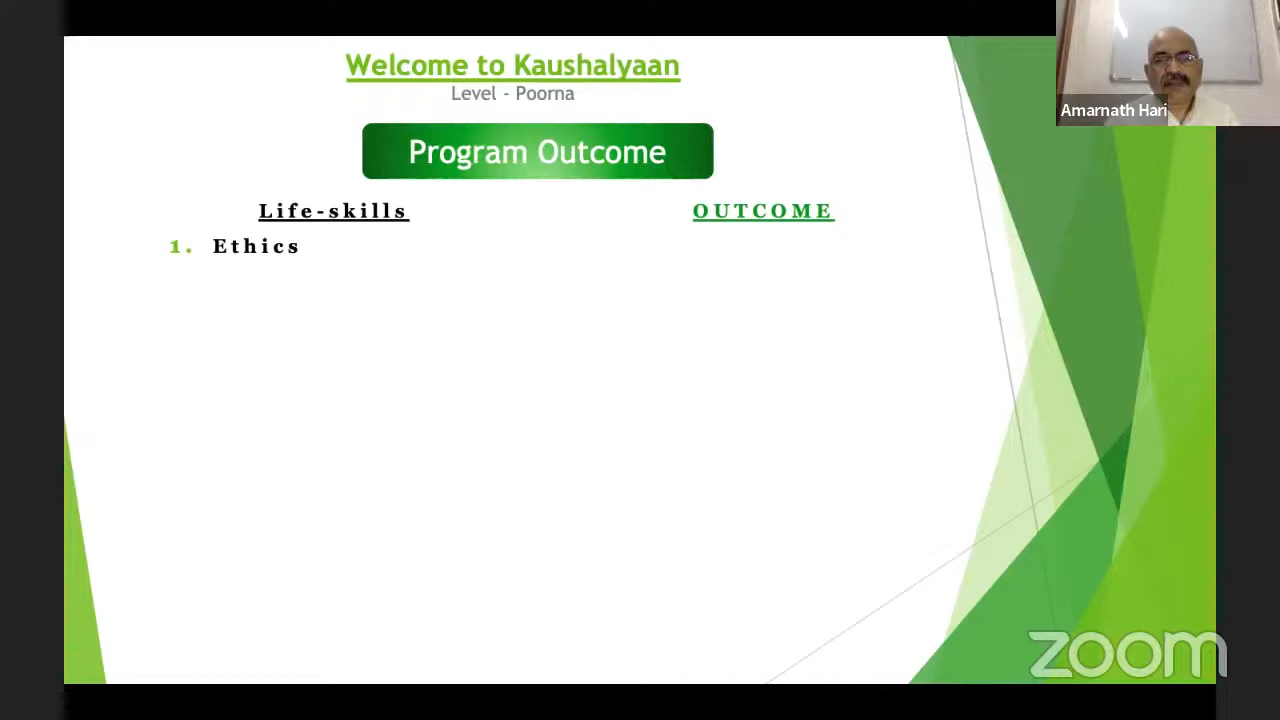 Welcome to Kaushalyaan
Level - Poorna
Program Outcome
Life-skills
OUTCOME
1. Ethics
Amarnath Hari
zoom